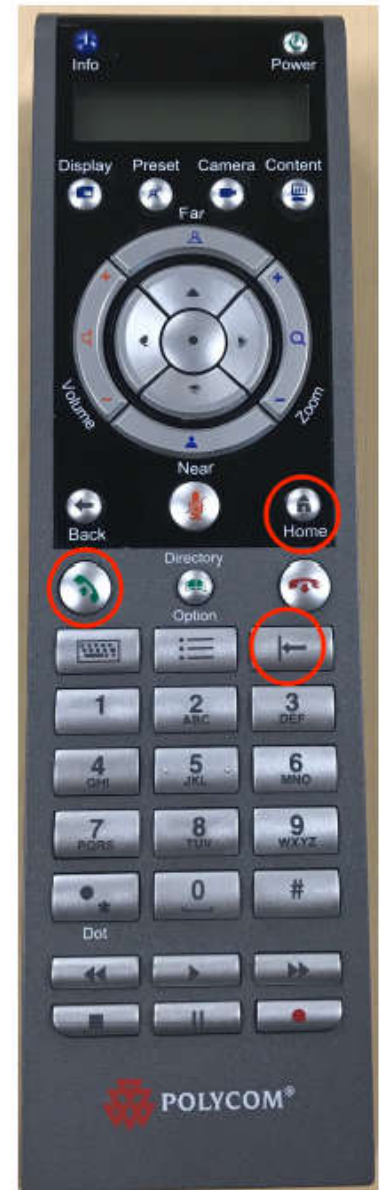 Info Power
Display Preset Camera Content
Far
+ +
- -
Volume Zoom
Near
Back Home
Directory
Option
1 2 3
ABC DEF
4 5 6
GHI JKL MNO
7 8 9
PQRS TUV WXYZ
* 0 #
Dot
POLYCOM®